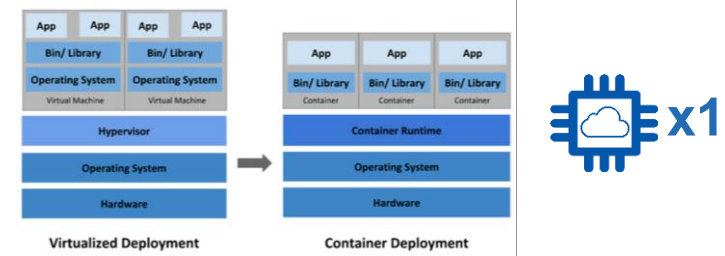 App App App App
Bin/ Library Bin/ Library
Operating System Operating System
Virtual Machine Virtual Machine
Hypervisor
Operating System
Hardware
Virtualized Deployment
App App App
Bin/ Library Bin/ Library Bin/ Library
Container Container Container
Container Runtime
Operating System
Hardware
Container Deployment
x1